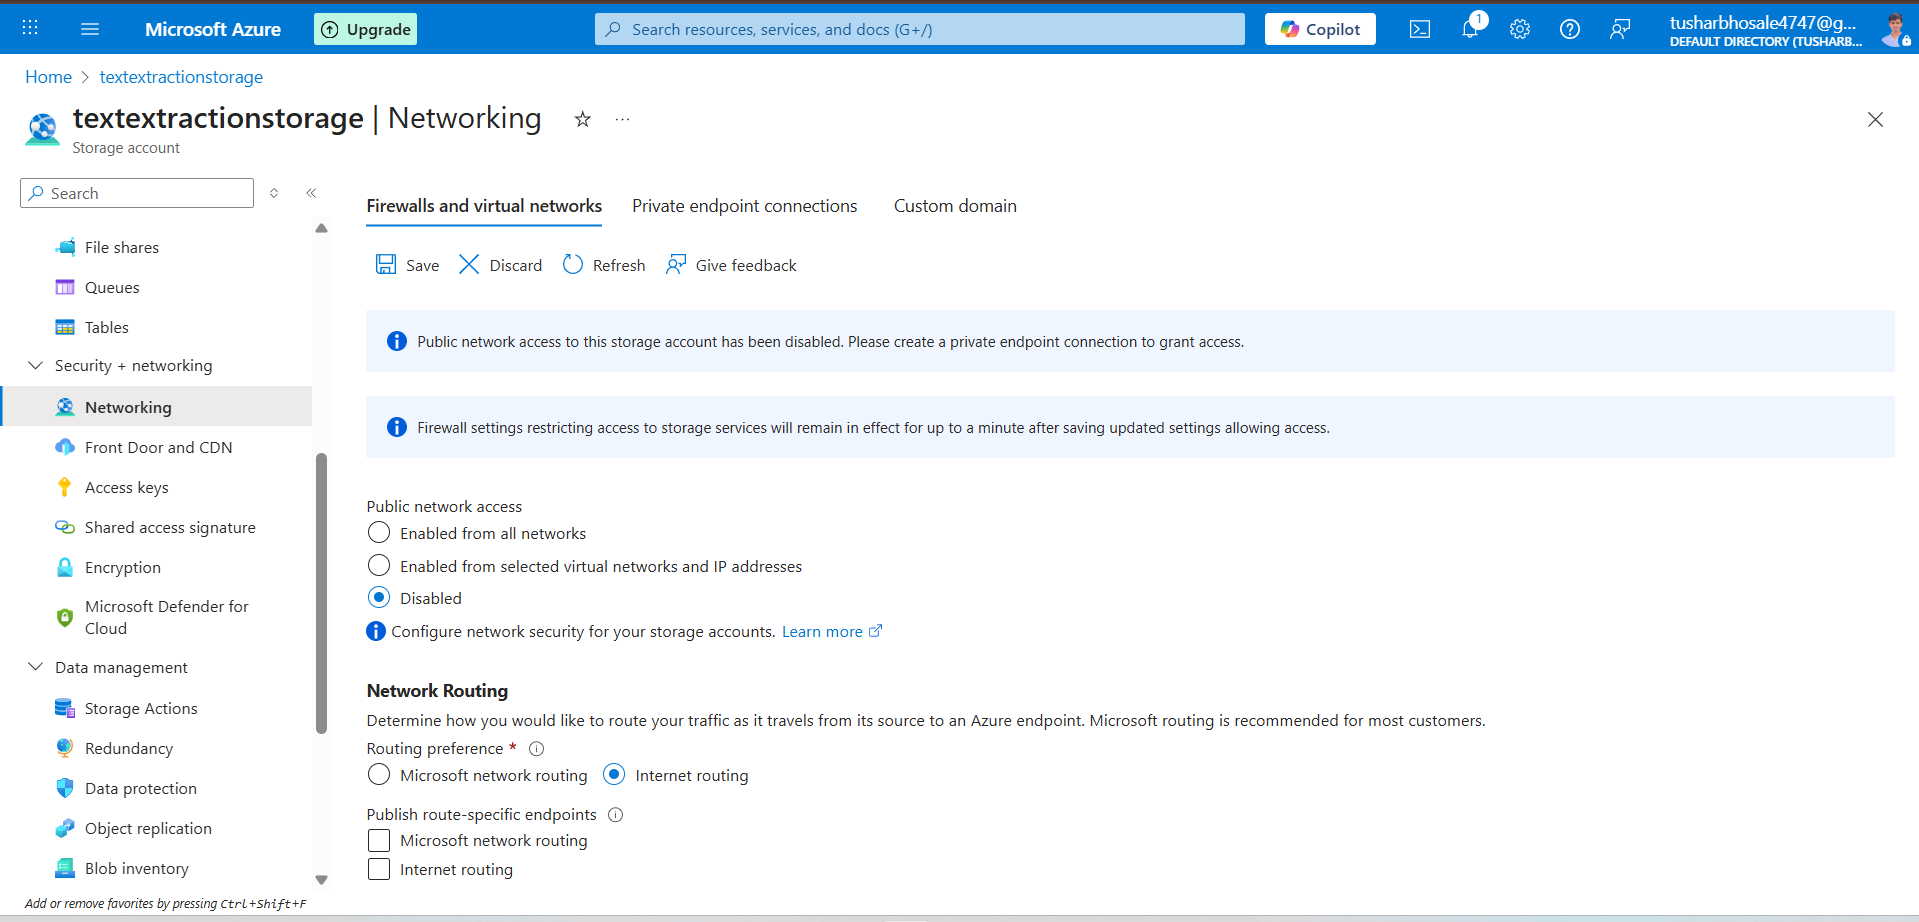 Microsoft Azure
Upgrade
Search resources, services, and docs (G+/)
Copilot
1
tusharbhosale4747@g...
DEFAULT DIRECTORY (TUSHARB...
Home > textextractionstorage
textextractionstorage | Networking
...
Storage account
Search
File shares
Queues
Tables
Security + networking
Networking
Front Door and CDN
Access keys
Shared access signature
Encryption
Microsoft Defender for
Cloud
Data management
Storage Actions
Redundancy
Data protection
Object replication
Blob inventory
Add or remove favorites by pressing Ctrl+Shift+F
Firewalls and virtual networks Private endpoint connections Custom domain
Save Discard Refresh Give feedback
Public network access to this storage account has been disabled. Please create a private endpoint connection to grant access.
Firewall settings restricting access to storage services will remain in effect for up to a minute after saving updated settings allowing access.
Public network access
Enabled from all networks
Enabled from selected virtual networks and IP addresses
Disabled
Configure network security for your storage accounts. Learn more
Network Routing
Determine how you would like to route your traffic as it travels from its source to an Azure endpoint. Microsoft routing is recommended for most customers.
Routing preference *
Microsoft network routing Internet routing
Publish route-specific endpoints
Microsoft network routing
Internet routing